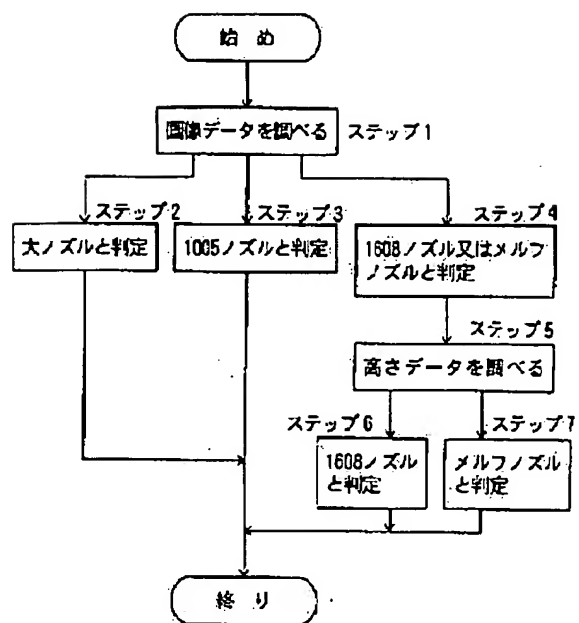 始め
画像データを調べる
ステップ1
ステップ2
ステップ3
ステップ4
大ノズルと判定
1005ノズルと判定
1608ノズル又はメルフ
ノズルと判定
ステップ5
高さデータを調べる
ステップ6
ステップ7
1608ノズル
と判定
メルフノズル
と判定
終り